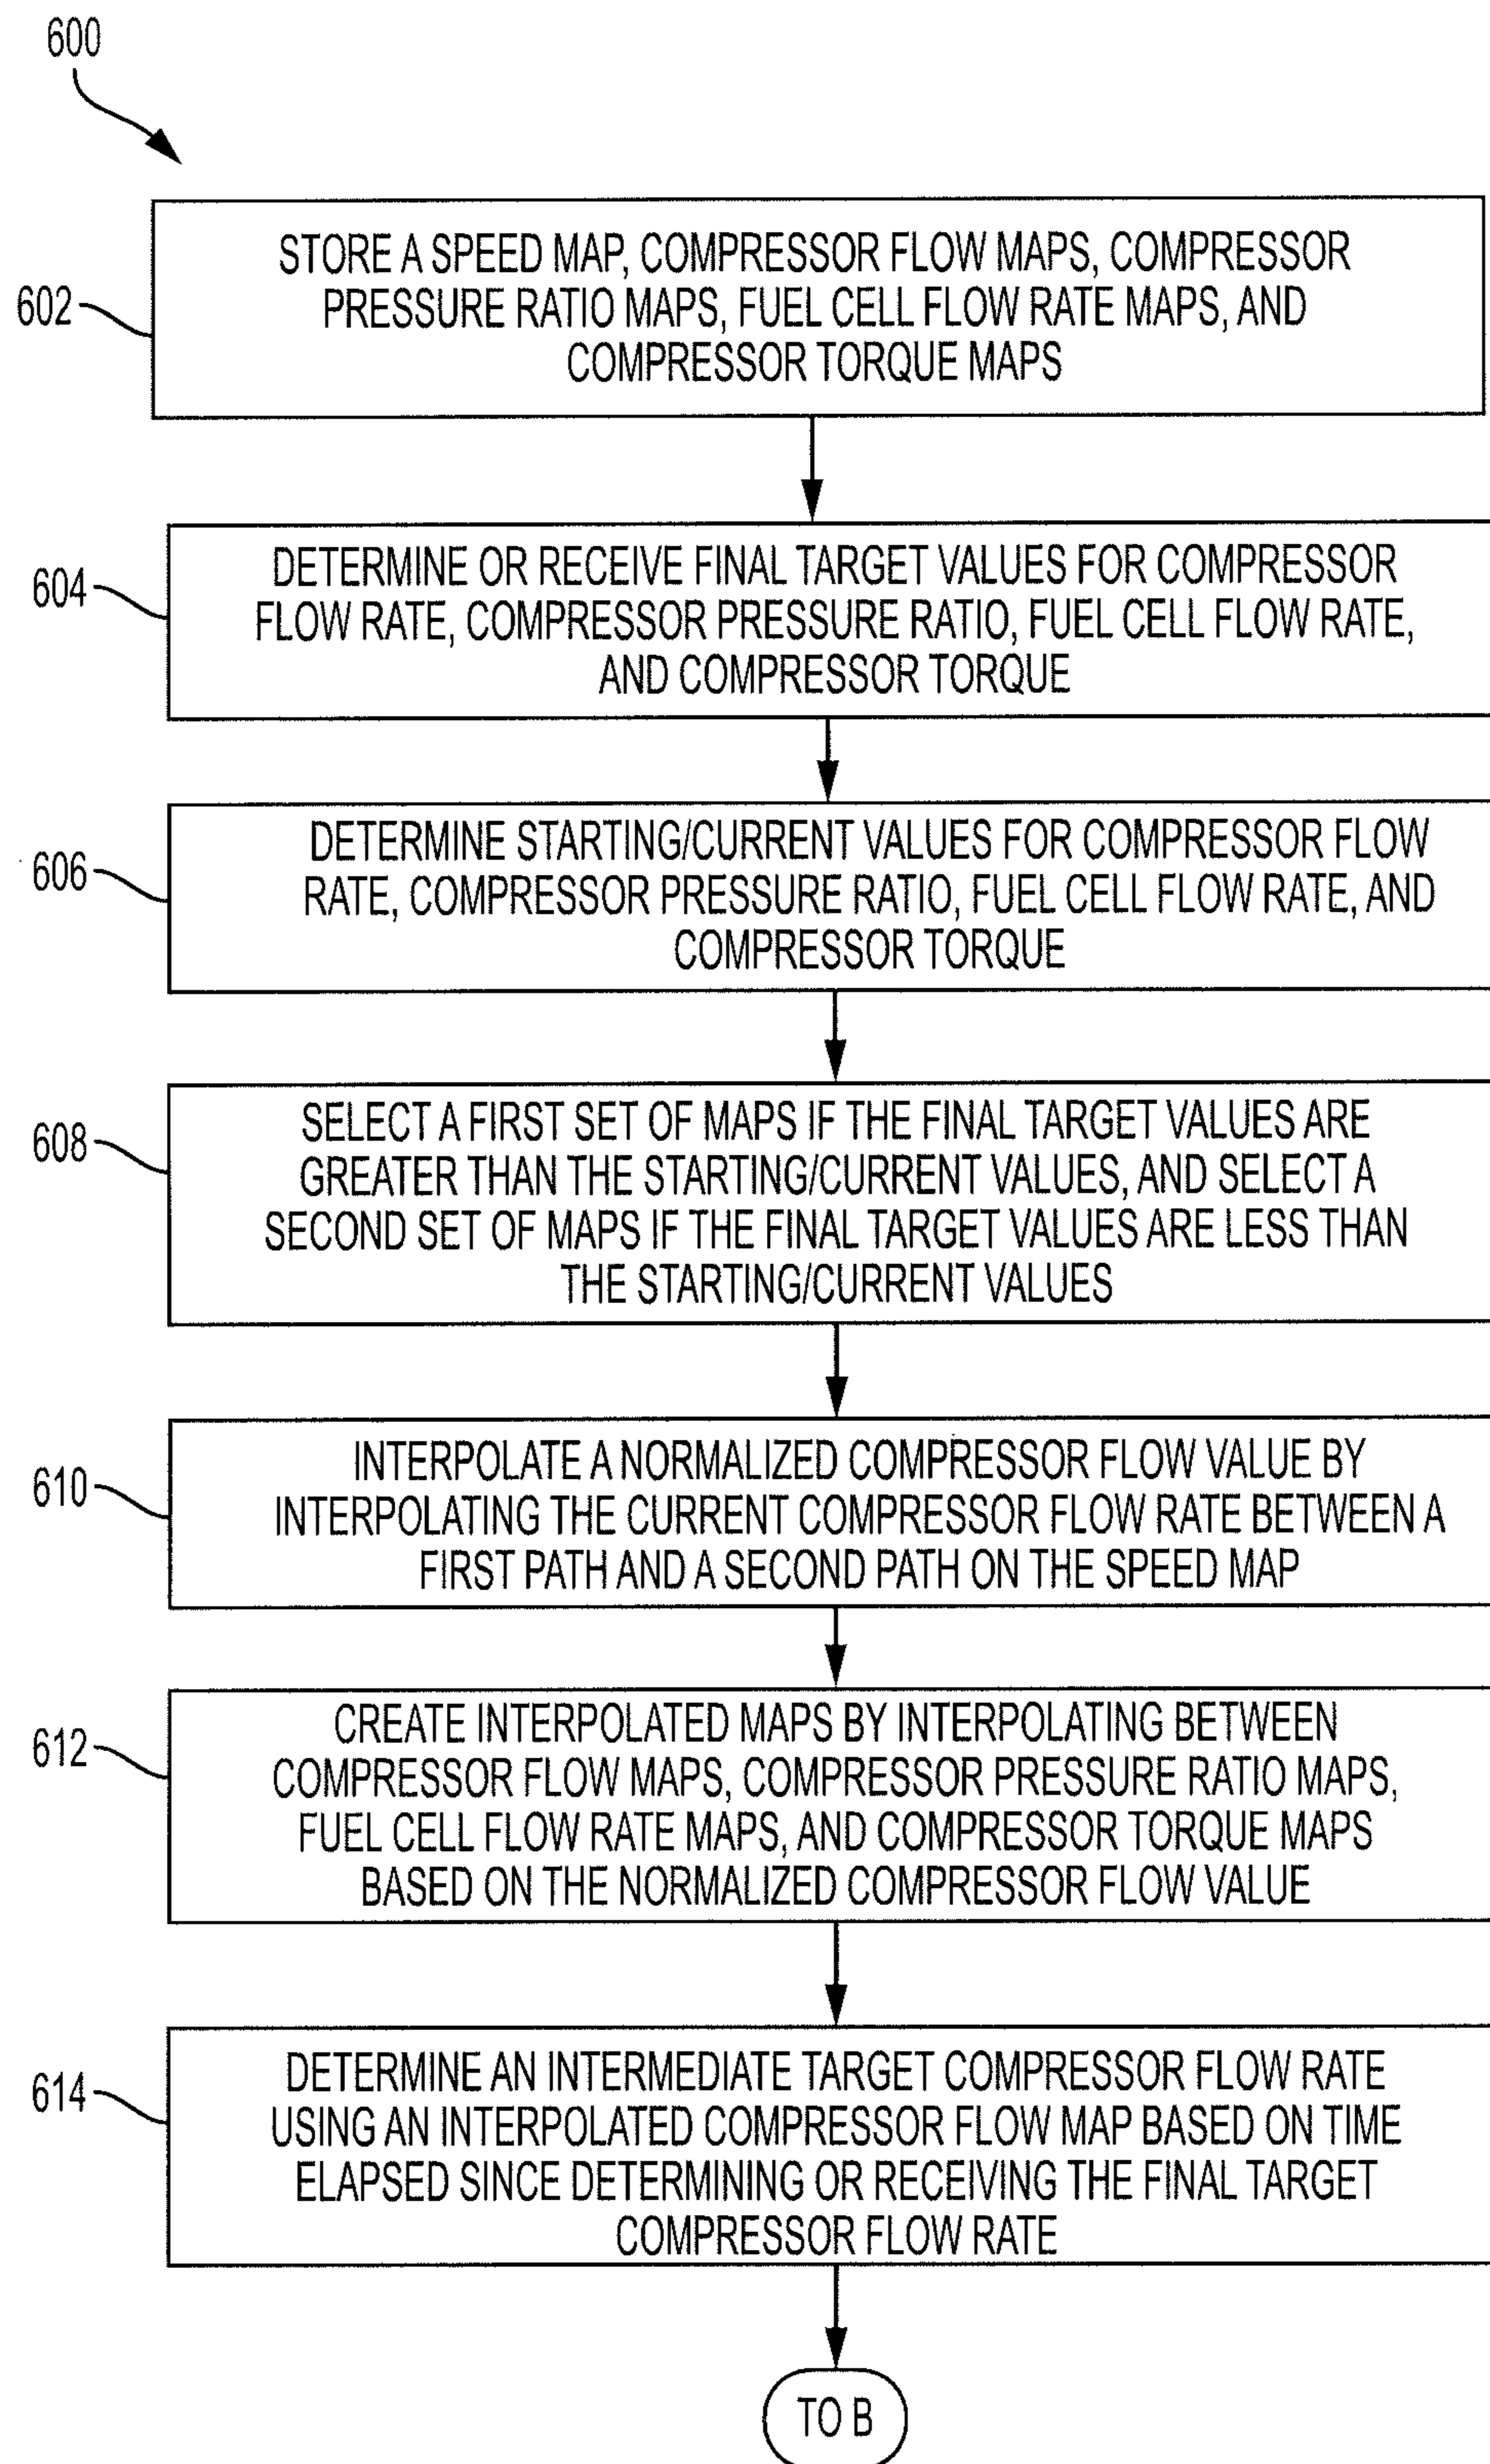 600
602
STORE A SPEED MAP, COMPRESSOR FLOW MAPS, COMPRESSOR
PRESSURE RATIO MAPS, FUEL CELL FLOW RATE MAPS, AND
COMPRESSOR TORQUE MAPS
604
DETERMINE OR RECEIVE FINAL TARGET VALUES FOR COMPRESSOR
FLOW RATE, COMPRESSOR PRESSURE RATIO, FUEL CELL FLOW RATE,
AND COMPRESSOR TORQUE
606
DETERMINE STARTING/CURRENT VALUES FOR COMPRESSOR FLOW
RATE, COMPRESSOR PRESSURE RATIO, FUEL CELL FLOW RATE, AND
COMPRESSOR TORQUE
608
SELECT A FIRST SET OF MAPS IF THE FINAL TARGET VALUES ARE
GREATER THAN THE STARTING/CURRENT VALUES, AND SELECT A
SECOND SET OF MAPS IF THE FINAL TARGET VALUES ARE LESS THAN
THE STARTING/CURRENT VALUES
610
INTERPOLATE A NORMALIZED COMPRESSOR FLOW VALUE BY
INTERPOLATING THE CURRENT COMPRESSOR FLOW RATE BETWEEN A
FIRST PATH AND A SECOND PATH ON THE SPEED MAP
612
CREATE INTERPOLATED MAPS BY INTERPOLATING BETWEEN
COMPRESSOR FLOW MAPS, COMPRESSOR PRESSURE RATIO MAPS,
FUEL CELL FLOW RATE MAPS, AND COMPRESSOR TORQUE MAPS
BASED ON THE NORMALIZED COMPRESSOR FLOW VALUE
614
DETERMINE AN INTERMEDIATE TARGET COMPRESSOR FLOW RATE
USING AN INTERPOLATED COMPRESSOR FLOW MAP BASED ON TIME
ELAPSED SINCE DETERMINING OR RECEIVING THE FINAL TARGET
COMPRESSOR FLOW RATE
TO B